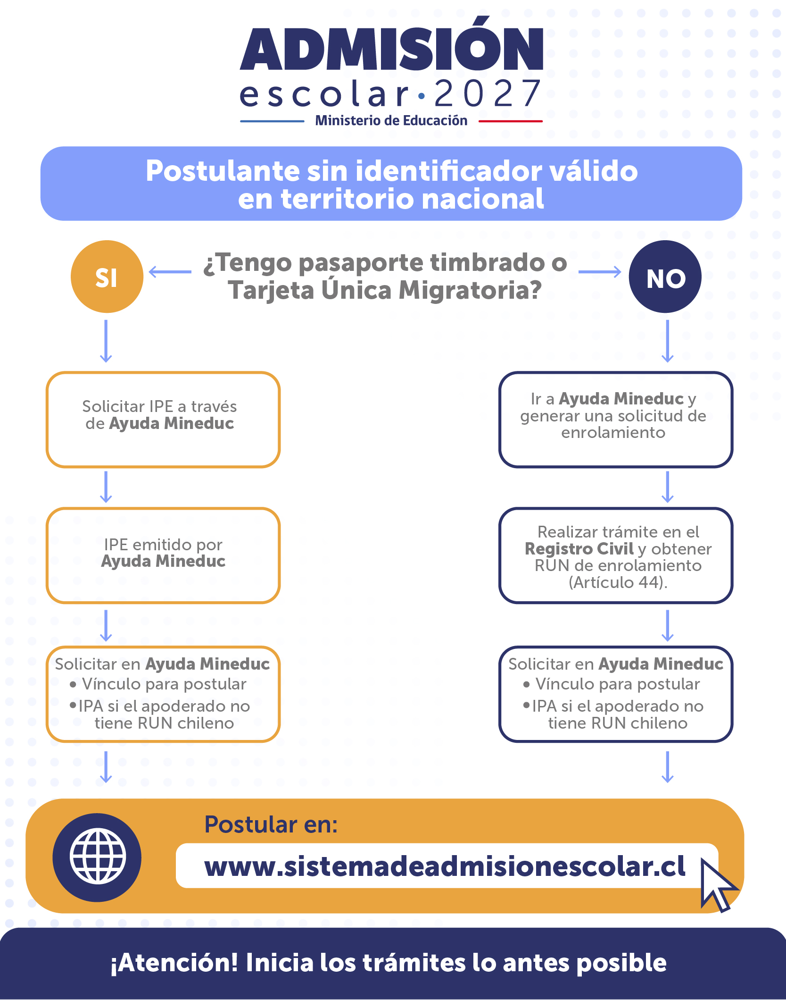 ADMISIÓN
escolar·2027
Ministerio de Educación
Postulante sin identificador válido
en territorio nacional
SI
¿Tengo pasaporte timbrado o
Tarjeta Única Migratoria?
NO
Solicitar IPE a través
de Ayuda Mineduc
IPE emitido por
Ayuda Mineduc
Solicitar en Ayuda Mineduc
• Vínculo para postular
• IPA si el apoderado no
tiene RUN chileno
Ir a Ayuda Mineduc y
generar una solicitud de
enrolamiento
Realizar trámite en el
Registro Civil y obtener
RUN de enrolamiento
(Artículo 44).
Solicitar en Ayuda Mineduc
• Vínculo para postular
• IPA si el apoderado no
tiene RUN chileno
Postular en:
www.sistemadeadmisionescolar.cl
¡Atención! Inicia los trámites lo antes posible